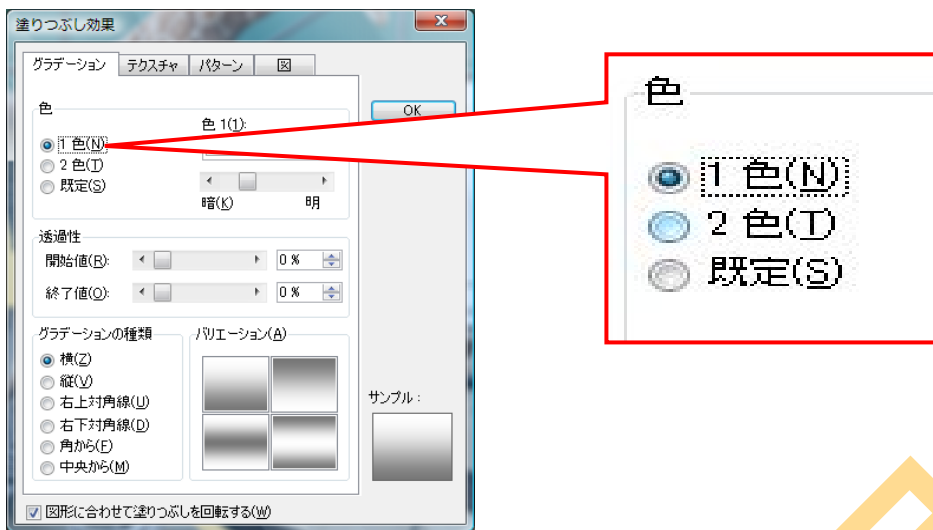 塗りつぶし効果
グラデーション テクスチャ パターン 図
色
1 色(N)
2 色(T)
既定(S)
色 1(1):
暗(K) 明
OK
透過性
開始値(R): 0 %
終了値(O): 0 %
グラデーションの種類
横(Z)
縦(V)
右上対角線(U)
右下対角線(D)
角から(F)
中央から(M)
バリエーション(A)
サンプル :
図形に合わせて塗りつぶしを回転する(W)
色
1 色(N)
2 色(T)
既定(S)